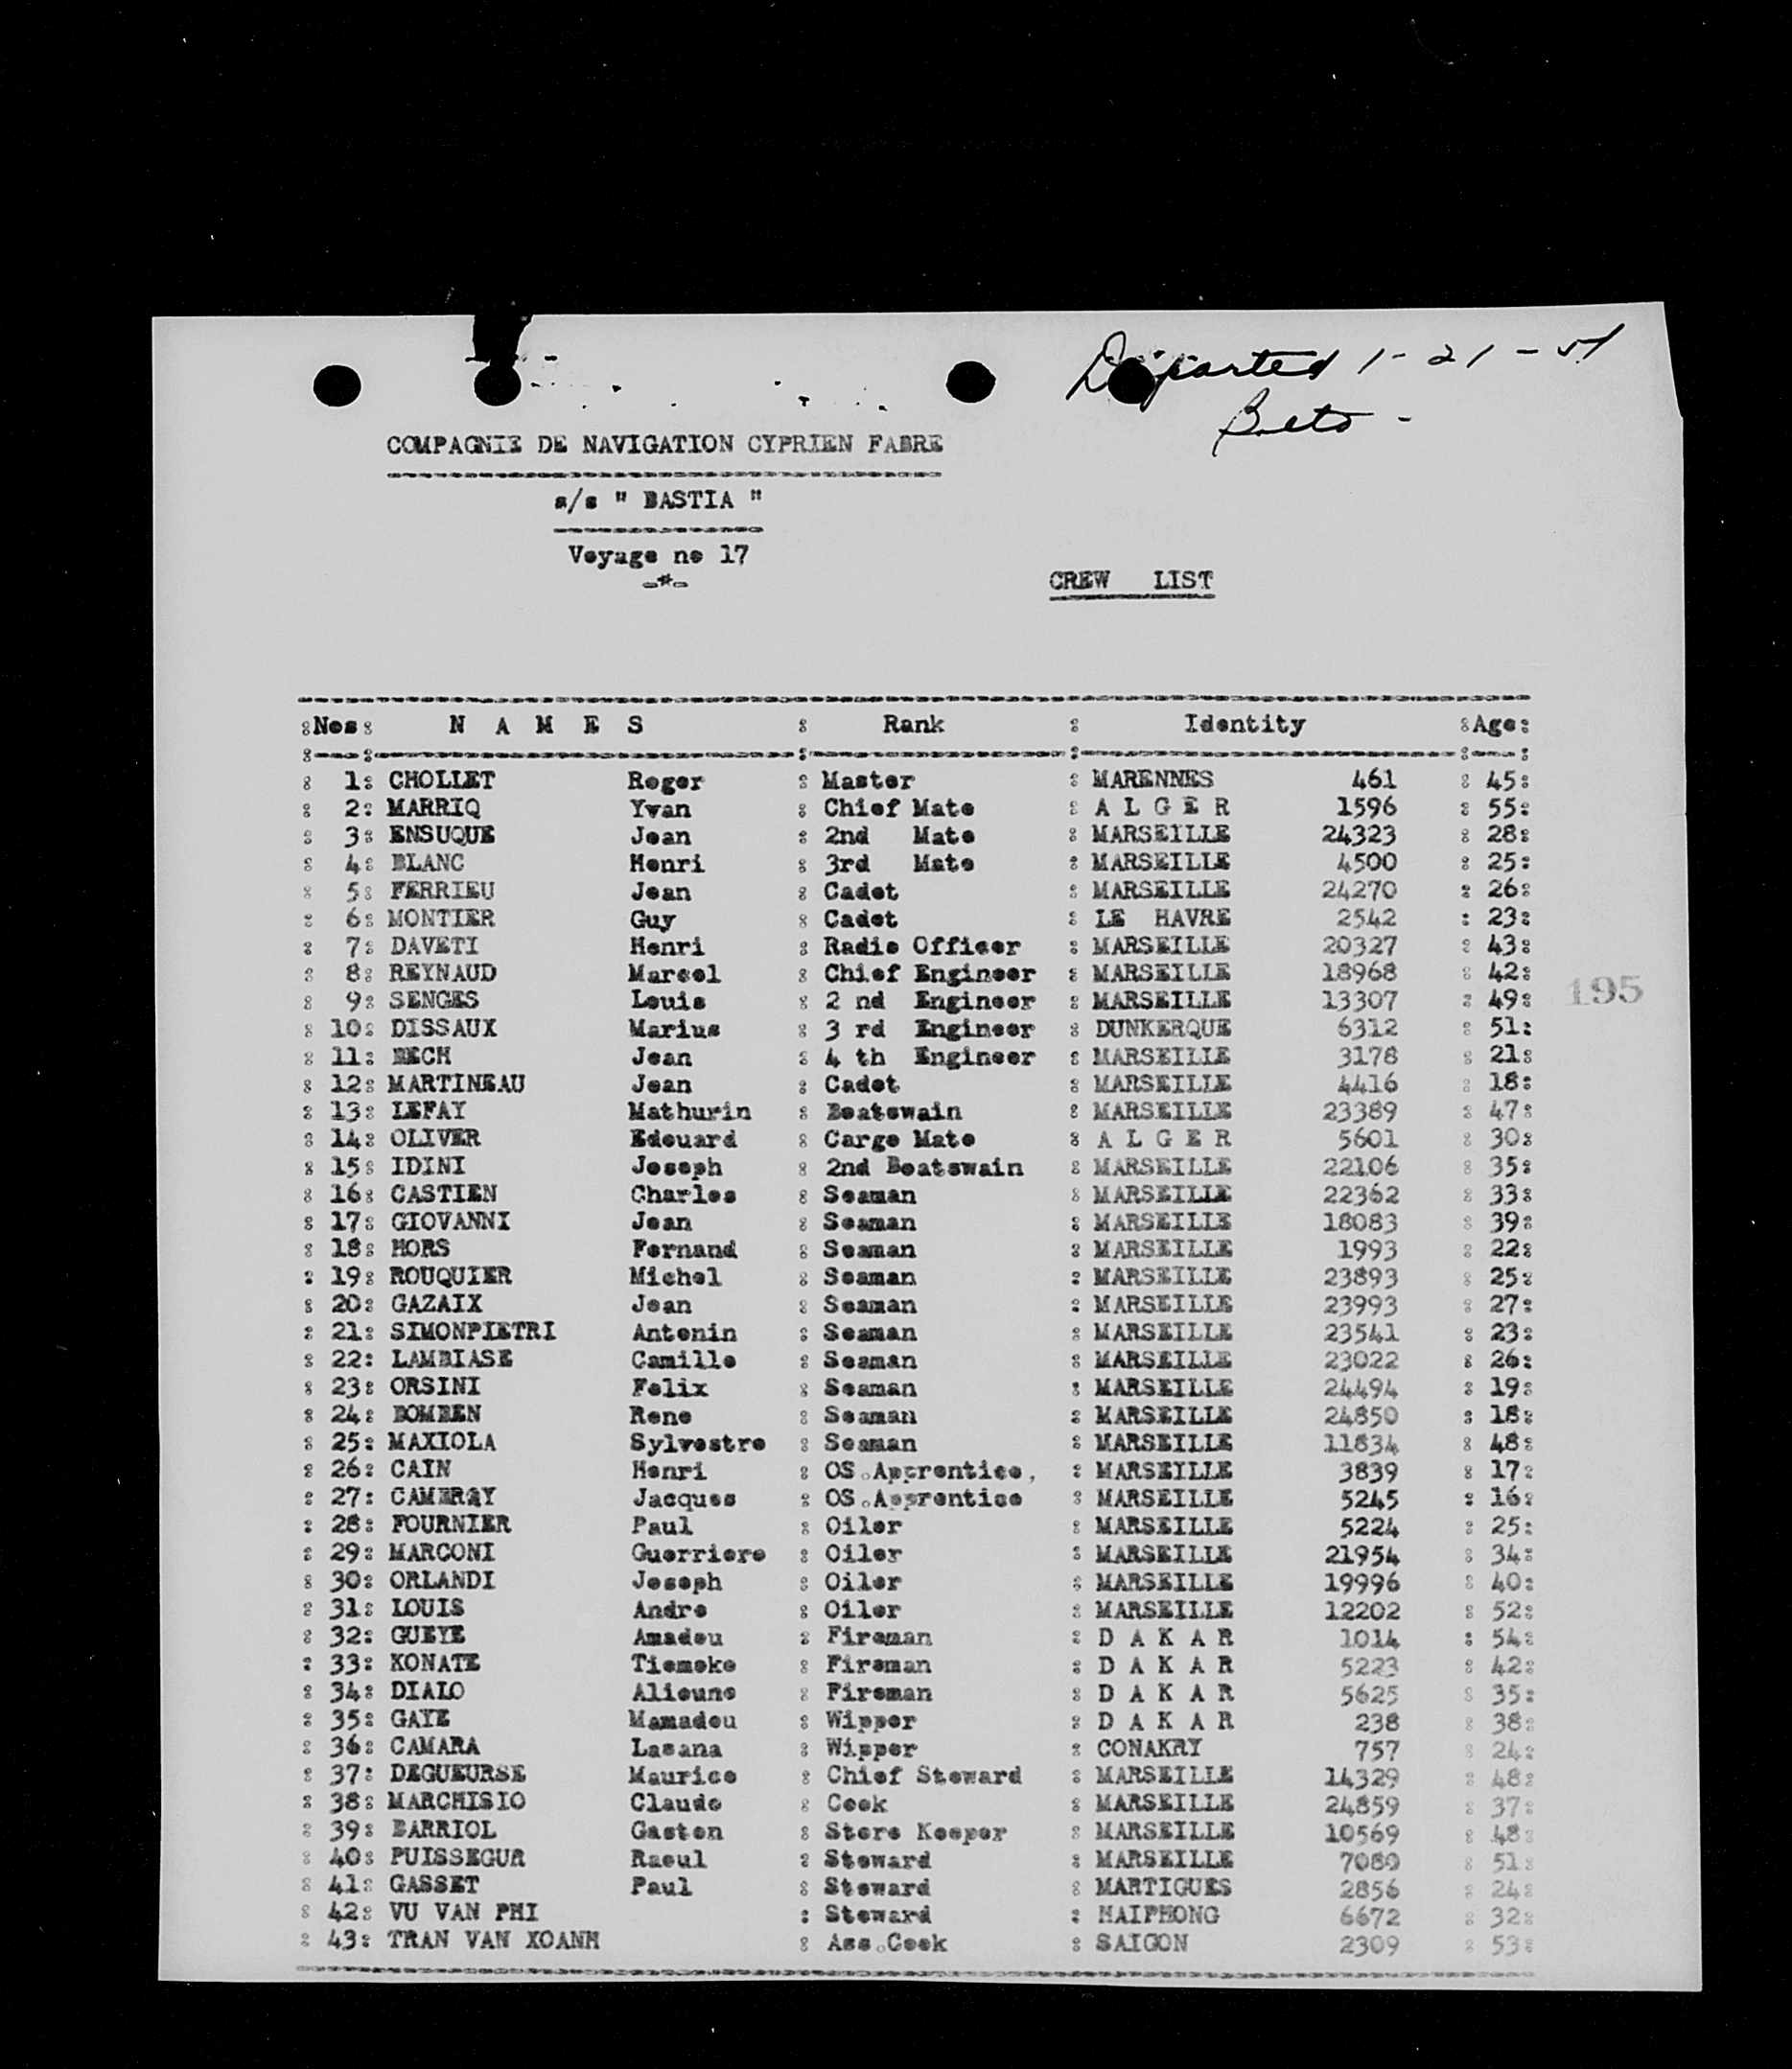 Departed 1-21-51
COMPAGNIE DE NAVIGATION CYPRIEN FABRE
s/s " BASTIA "
Voyage no 17
-*-
CREW LIST
:Nos: N A M E S : Rank : Identity :Age:
: 1: CHOLLET Roger : Master : MARENNES 461 : 45:
: 2: MARRIQ Yvan : Chief Mate : A L G E R 1596 : 55:
: 3: ENSUQUE Jean : 2nd Mate : MARSEILLE 24323 : 28:
: 4: BLANC Henri : 3rd Mate : MARSEILLE 4500 : 25:
: 5: FERRIEU Jean : Cadet : MARSEILLE 24270 : 26:
: 6: MONTIER Guy : Cadet : LE HAVRE 2542 : 23:
: 7: DAVETI Henri : Radio Officer : MARSEILLE 20327 : 43:
: 8: REYNAUD Marcel : Chief Engineer : MARSEILLE 18968 : 42:
195
: 9: SENGES Louis : 2 nd Engineer : MARSEILLE 13307 : 49:
: 10: DISSAUX Marius : 3 rd Engineer : DUNKERQUE 6312 : 51:
: 11: BECH Jean : 4 th Engineer : MARSEILLE 3178 : 21:
: 12: MARTINEAU Jean : Cadet : MARSEILLE 4416 : 18:
: 13: LEFAY Mathurin : Boatswain : MARSEILLE 23389 : 47:
: 14: OLIVER Edouard : Cargo Mate : A L G E R 5601 : 30:
: 15: IDINI Joseph : 2nd Boatswain : MARSEILLE 22106 : 35:
: 16: CASTIEN Charles : Seaman : MARSEILLE 22362 : 33:
: 17: GIOVANNI Jean : Seaman : MARSEILLE 18083 : 39:
: 18: HORS Fernand : Seaman : MARSEILLE 1993 : 22:
: 19: ROUQUIER Michel : Seaman : MARSEILLE 23893 : 25:
: 20: GAZAIX Jean : Seaman : MARSEILLE 23993 : 27:
: 21: SIMONPIETRI Antonin : Seaman : MARSEILLE 23541 : 23:
: 22: LAMBIASE Camille : Seaman : MARSEILLE 23022 : 26:
: 23: ORSINI Felix : Seaman : MARSEILLE 24494 : 19:
: 24: BOMBEN Rene : Seaman : MARSEILLE 24850 : 18:
: 25: MAXIOLA Sylvestre : Seaman : MARSEILLE 11834 : 48:
: 26: CAIN Henri : OS.Apprentice, : MARSEILLE 3839 : 17:
: 27: Jacques : OS.Apprentice : MARSEILLE 5245 : 16:
: 28: FOURNIER Paul : Oiler : MARSEILLE 5224 : 25:
: 29: MARCONI Guerriero : Oiler : MARSEILLE 21954 : 34:
: 30: ORLANDI Joseph : Oiler : MARSEILLE 19996 : 40:
: 31: LOUIS Andre : Oiler : MARSEILLE 12202 : 52:
: 32: GUEYE Amadou : Fireman : D A K A R 1014 : 54:
: 33: KONATE Tiemoko : Fireman : D A K A R 5223 : 42:
: 34: DIALO Alioune : Fireman : D A K A R 5625 : 35:
: 35: GAYE Mamadou : Wipper : D A K A R 238 : 38:
: 36: CAMARA Lasana : Wipper : CONAKRY 757 : 24:
: 37: DEGUEURSE Maurice : Chief Steward : MARSEILLE 14329 : 48:
: 38: MARCHISIO Claude : Cook : MARSEILLE 24859 : 37:
: 39: BARRIOL Gaston : Store Keeper : MARSEILLE 10569 : 48:
: 40: PUISSEGUR Raoul : Steward : MARSEILLE 7080 : 51:
: 41: GASSET Paul : Steward : MARTIGUES 2856 : 24:
: 42: VU VAN PHI : Steward : HAIPHONG 6672 : 32:
: 43: TRAN VAN XOANH : Ass.Cook : SAIGON 2309 : 53: